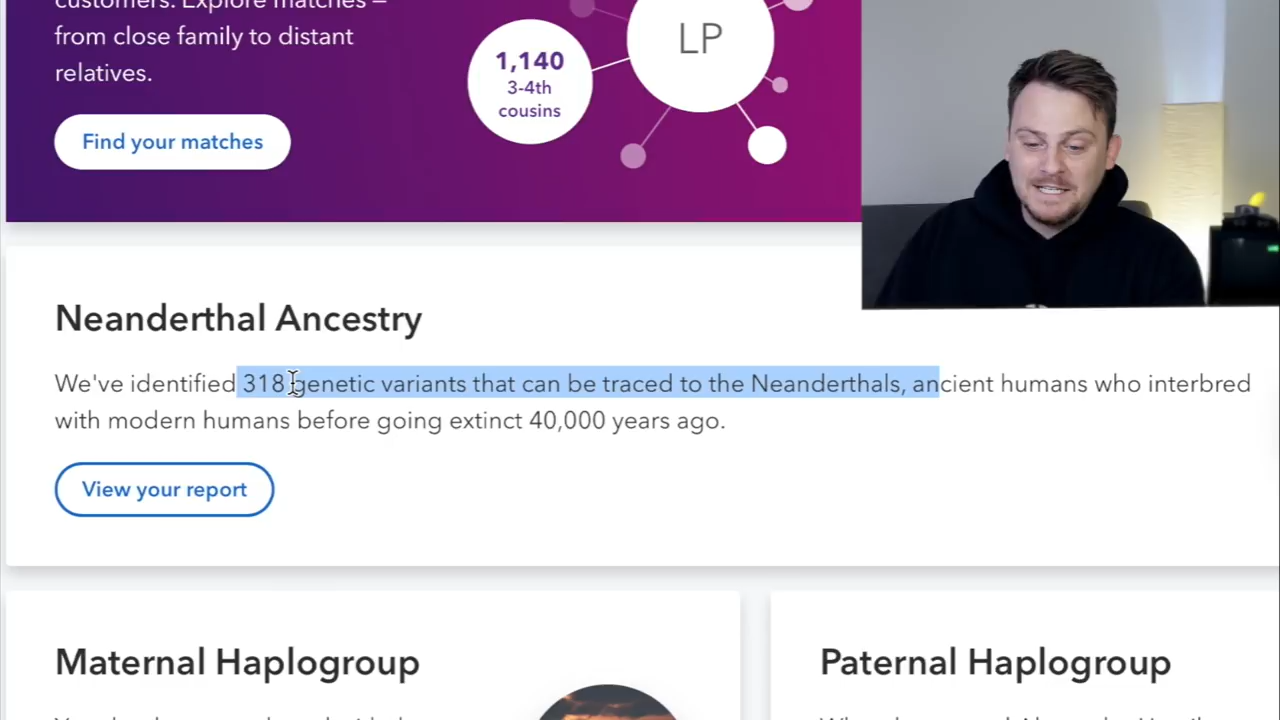 customers. Explore matches –
from close family to distant
relatives.
Find your matches
1,140
3-4th
cousins
LP
Neanderthal Ancestry
We've identified 318 genetic variants that can be traced to the Neanderthals, ancient humans who interbred
with modern humans before going extinct 40,000 years ago.
View your report
Maternal Haplogroup
Paternal Haplogroup